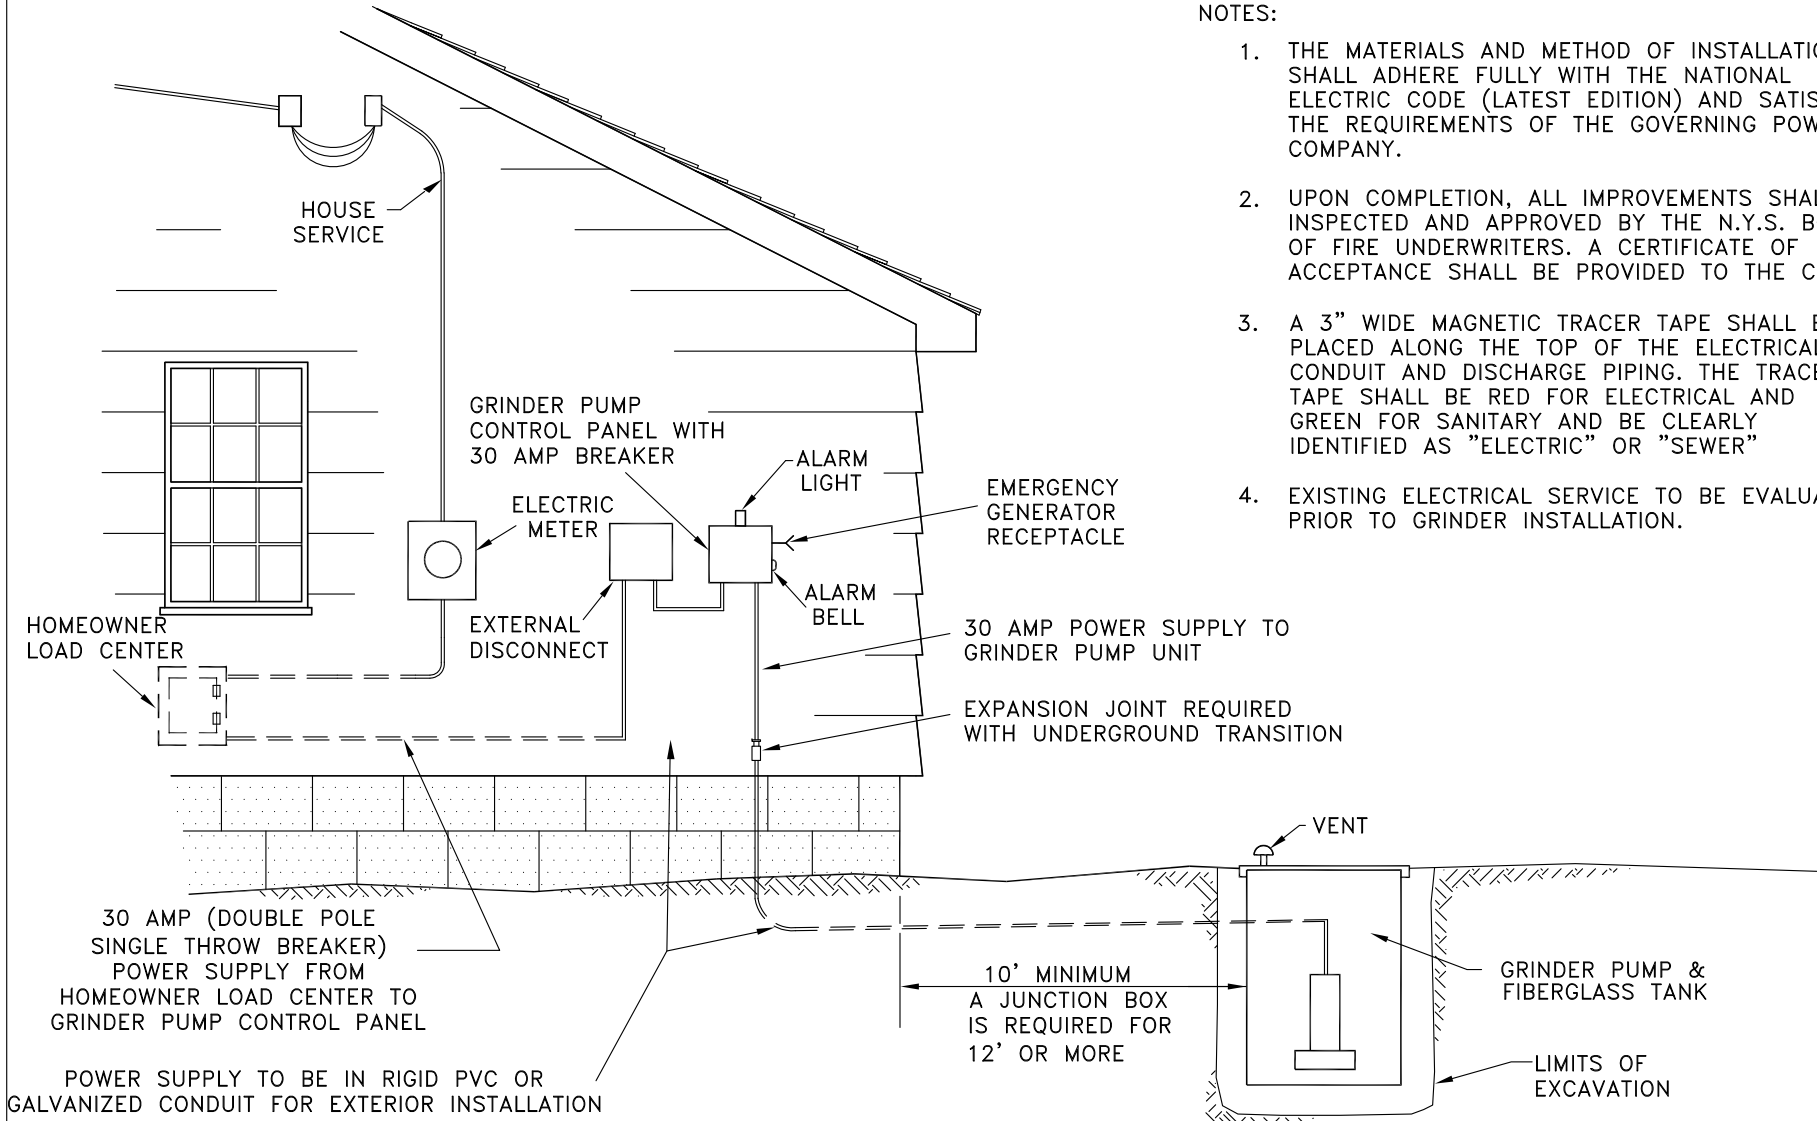 NOTES:
1. THE MATERIALS AND METHOD OF INSTALLATIO
SHALL ADHERE FULLY WITH THE NATIONAL
ELECTRIC CODE (LATEST EDITION) AND SATIS
THE REQUIREMENTS OF THE GOVERNING POW
COMPANY.
2. UPON COMPLETION, ALL IMPROVEMENTS SHAL
INSPECTED AND APPROVED BY THE N.Y.S. B
OF FIRE UNDERWRITERS. A CERTIFICATE OF
ACCEPTANCE SHALL BE PROVIDED TO THE C
3. A 3” WIDE MAGNETIC TRACER TAPE SHALL B
PLACED ALONG THE TOP OF THE ELECTRICAL
CONDUIT AND DISCHARGE PIPING. THE TRACE
TAPE SHALL BE RED FOR ELECTRICAL AND
GREEN FOR SANITARY AND BE CLEARLY
IDENTIFIED AS ”ELECTRIC” OR ”SEWER”
4. EXISTING ELECTRICAL SERVICE TO BE EVALUA
PRIOR TO GRINDER INSTALLATION.
HOUSE
SERVICE
GRINDER PUMP
CONTROL PANEL WITH
30 AMP BREAKER
ALARM
LIGHT
ELECTRIC
METER
EMERGENCY
GENERATOR
RECEPTACLE
ALARM
BELL
HOMEOWNER
LOAD CENTER
EXTERNAL
DISCONNECT
30 AMP POWER SUPPLY TO
GRINDER PUMP UNIT
EXPANSION JOINT REQUIRED
WITH UNDERGROUND TRANSITION
VENT
30 AMP (DOUBLE POLE
SINGLE THROW BREAKER)
POWER SUPPLY FROM
HOMEOWNER LOAD CENTER TO
GRINDER PUMP CONTROL PANEL
10’ MINIMUM
A JUNCTION BOX
IS REQUIRED FOR
12’ OR MORE
GRINDER PUMP &
FIBERGLASS TANK
LIMITS OF
EXCAVATION
POWER SUPPLY TO BE IN RIGID PVC OR
GALVANIZED CONDUIT FOR EXTERIOR INSTALLATION